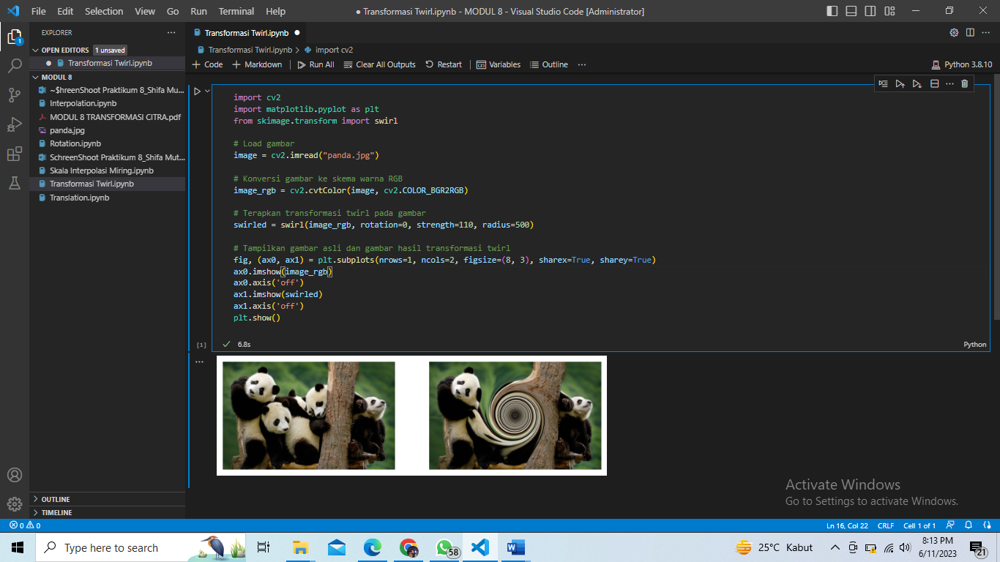 File Edit Selection View Go Run Terminal Help
● Transformasi Twirl.ipynb - MODUL 8 - Visual Studio Code [Administrator]
EXPLORER
OPEN EDITORS 1 unsaved
Transformasi Twirl.ipynb
MODUL 8
~$hreenShoot Praktikum 8_Shifa Mu...
Interpolation.ipynb
MODUL 8 TRANSFORMASI CITRA.pdf
panda.jpg
Rotation.ipynb
SchreenShoot Praktikum 8_Shifa Mut...
Skala Interpolasi Miring.ipynb
Transformasi Twirl.ipynb
Translation.ipynb
OUTLINE
TIMELINE
1
Transformasi Twirl.ipynb
Transformasi Twirl.ipynb > import cv2
+ Code + Markdown Run All Clear All Outputs Restart Variables Outline ...
Python 3.8.10
import cv2
import matplotlib.pyplot as plt
from skimage.transform import swirl
# Load gambar
image = cv2.imread("panda.jpg")
# Konversi gambar ke skema warna RGB
image_rgb = cv2.cvtColor(image, cv2.COLOR_BGR2RGB)
# Terapkan transformasi twirl pada gambar
swirled = swirl(image_rgb, rotation=0, strength=110, radius=500)
# Tampilkan gambar asli dan gambar hasil transformasi twirl
fig, (ax0, ax1) = plt.subplots(nrows=1, ncols=2, figsize=(8, 3), sharex=True, sharey=True)
ax0.imshow(image_rgb)
ax0.axis('off')
ax1.imshow(swirled)
ax1.axis('off')
plt.show()
[1] 6.8s
Python
Activate Windows
Go to Settings to activate Windows.
0 0
Ln 16, Col 22 CRLF Cell 1 of 1
Type here to search
58
25°C Kabut
8:13 PM
6/11/2023
21